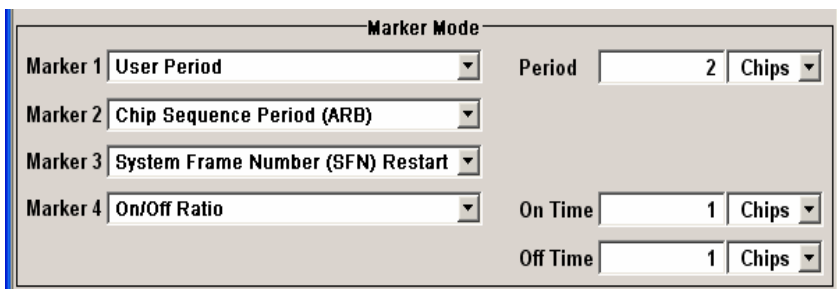 Marker Mode
Marker 1 User Period Period 2 Chips
Marker 2 Chip Sequence Period (ARB)
Marker 3 System Frame Number (SFN) Restart
Marker 4 On/Off Ratio On Time 1 Chips
Off Time 1 Chips